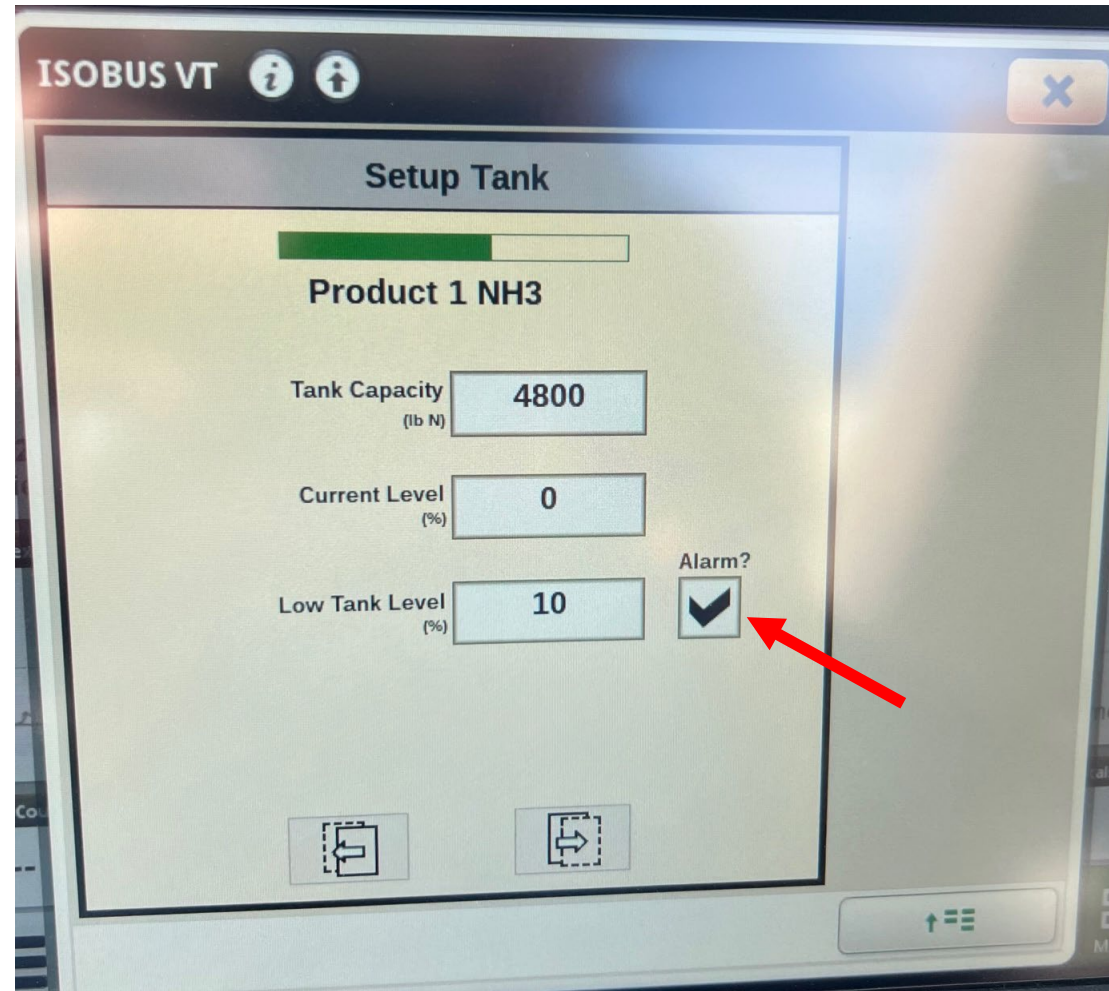 ISOBUS VT
Setup Tank
Product 1 NH3
Tank Capacity
(lb N)
4800
Current Level
(%)
0
Alarm?
Low Tank Level
(%)
10